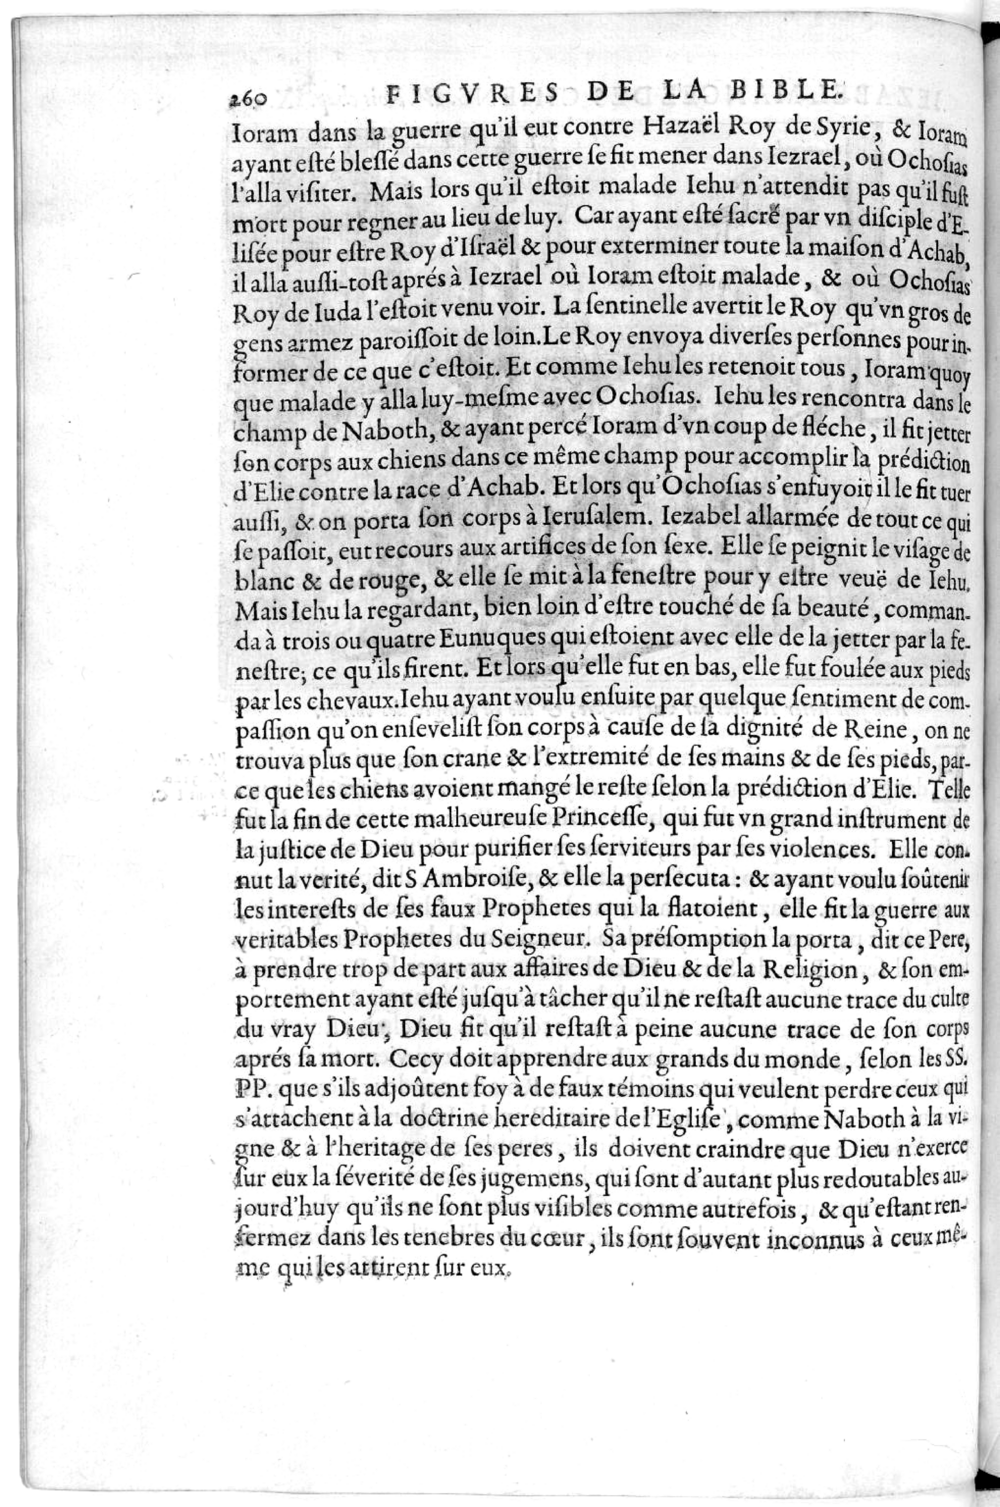 260 FIGVRES DE LA BIBLE.
Ioram dans la guerre qu'il eut contre Hazaël Roy de Syrie, & Ioram
ayant eſté bleſſé dans cette guerre ſe fit mener dans Iezrael, où Ochoſias
l'alla viſiter. Mais lors qu'il eſtoit malade Iehu n'attendit pas qu'il fuſt
mort pour regner au lieu de luy. Car ayant eſté ſacré par vn diſciple d'E-
liſée pour eſtre Roy d'Iſraël & pour exterminer toute la maiſon d'Achab,
il alla auſſi-toſt aprés à Iezrael où Ioram eſtoit malade, & où Ochoſias
Roy de Iuda l'eſtoit venu voir. La ſentinelle avertit le Roy qu'vn gros de
gens armez paroiſſoit de loin. Le Roy envoya diverſes perſonnes pour in-
former de ce que c'eſtoit. Et comme Iehu les retenoit tous, Ioram quoy
que malade y alla luy-meſme avec Ochoſias. Iehu les rencontra dans le
champ de Naboth, & ayant percé Ioram d'vn coup de fléche, il fit jetter
ſon corps aux chiens dans ce même champ pour accomplir la prédiction
d'Elie contre la race d'Achab. Et lors qu'Ochoſias s'enfuyoit il le fit tuer
auſſi, & on porta ſon corps à Ieruſalem. Iezabel allarmée de tout ce qui
ſe paſſoit, eut recours aux artifices de ſon ſexe. Elle ſe peignit le viſage de
blanc & de rouge, & elle ſe mit à la feneſtre pour y eſtre veuë de Iehu.
Mais Iehu la regardant, bien loin d'eſtre touché de ſa beauté, comman-
da à trois ou quatre Eunuques qui eſtoient avec elle de la jetter par la fe-
neſtre; ce qu'ils firent. Et lors qu'elle fut en bas, elle fut foulée aux pieds
par les chevaux. Iehu ayant voulu enſuite par quelque ſentiment de com-
paſſion qu'on enſeveliſt ſon corps à cauſe de ſa dignité de Reine, on ne
trouva plus que ſon crane & l'extremité de ſes mains & de ſes pieds, par-
ce que les chiens avoient mangé le reſte ſelon la prédiction d'Elie. Telle
fut la fin de cette malheureuſe Princeſſe, qui fut vn grand inſtrument de
la juſtice de Dieu pour purifier ſes ſerviteurs par ſes violences. Elle con-
nut la verité, dit S Ambroiſe, & elle la perſecuta: & ayant voulu ſoûtenir
les intereſts de ſes faux Prophetes qui la flatoient, elle fit la guerre aux
veritables Prophetes du Seigneur. Sa préſomption la porta, dit ce Pere,
à prendre trop de part aux affaires de Dieu & de la Religion, & ſon em-
portement ayant eſté juſqu'à tâcher qu'il ne reſtaſt aucune trace du culte
du vray Dieu, Dieu fit qu'il reſtaſt à peine aucune trace de ſon corps
aprés ſa mort. Cecy doit apprendre aux grands du monde, ſelon les SS.
PP. que s'ils adjoûtent foy à de faux témoins qui veulent perdre ceux qui
s'attachent à la doctrine hereditaire de l'Egliſe, comme Naboth à la vi-
gne & à l'heritage de ſes peres, ils doivent craindre que Dieu n'exerce
ſur eux la ſéverité de ſes jugemens, qui ſont d'autant plus redoutables au-
jourd'huy qu'ils ne ſont plus viſibles comme autrefois, & qu'eſtant ren-
fermez dans les tenebres du cœur, ils ſont ſouvent inconnus à ceux mê-
me qui les attirent ſur eux.